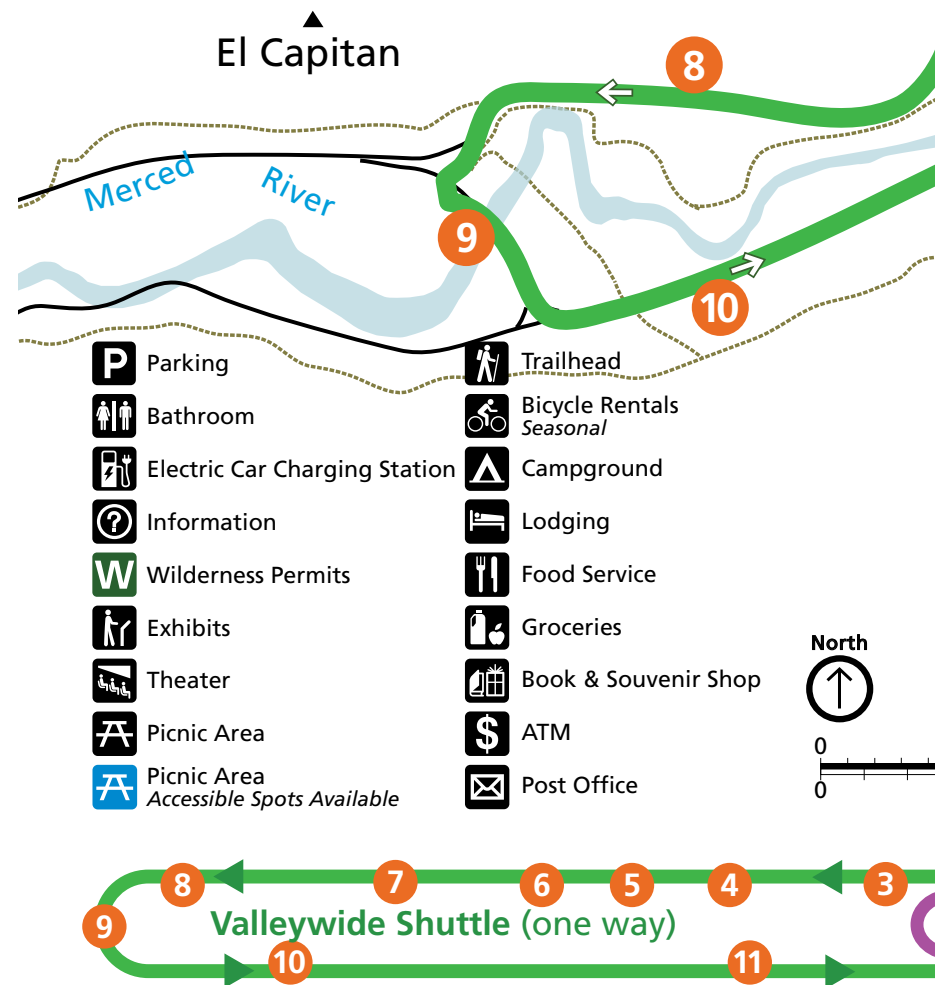 El Capitan
8
Merced River
9
10
P Parking
Bathroom
Electric Car Charging Station
? Information
W Wilderness Permits
Exhibits
Theater
Picnic Area
Picnic Area
Accessible Spots Available
Trailhead
Bicycle Rentals
Seasonal
Campground
Lodging
Food Service
Groceries
Book & Souvenir Shop
$ ATM
Post Office
North
0
0
8 7 6 5 4 3
9 Valleywide Shuttle (one way)
10 11